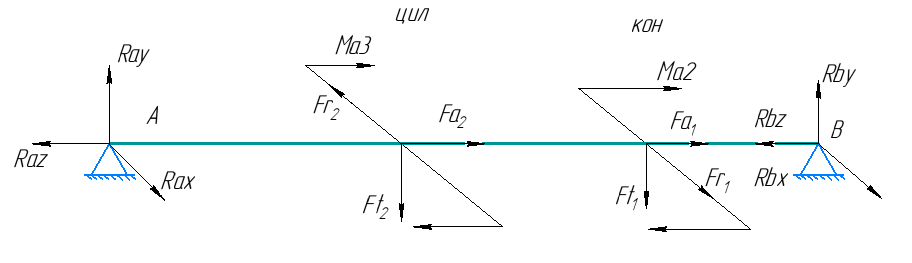 цил
кон
Ray
Ma3
Ma2
Rby
Fr₂
A
Fa₂
Fa₁
Rbz
B
Raz
Rax
Ft₂
Ft₁
Fr₁
Rbx